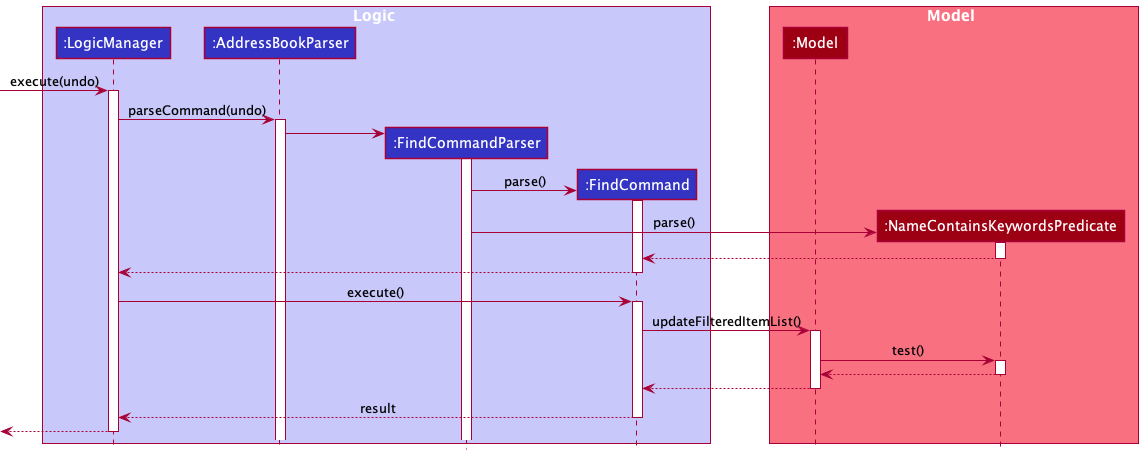 Logic
Model
:LogicManager
:AddressBookParser
:Model
execute(undo)
parseCommand(undo)
:FindCommandParser
parse()
:FindCommand
parse()
:NameContainsKeywordsPredicate
execute()
updateFilteredItemList()
test()
result